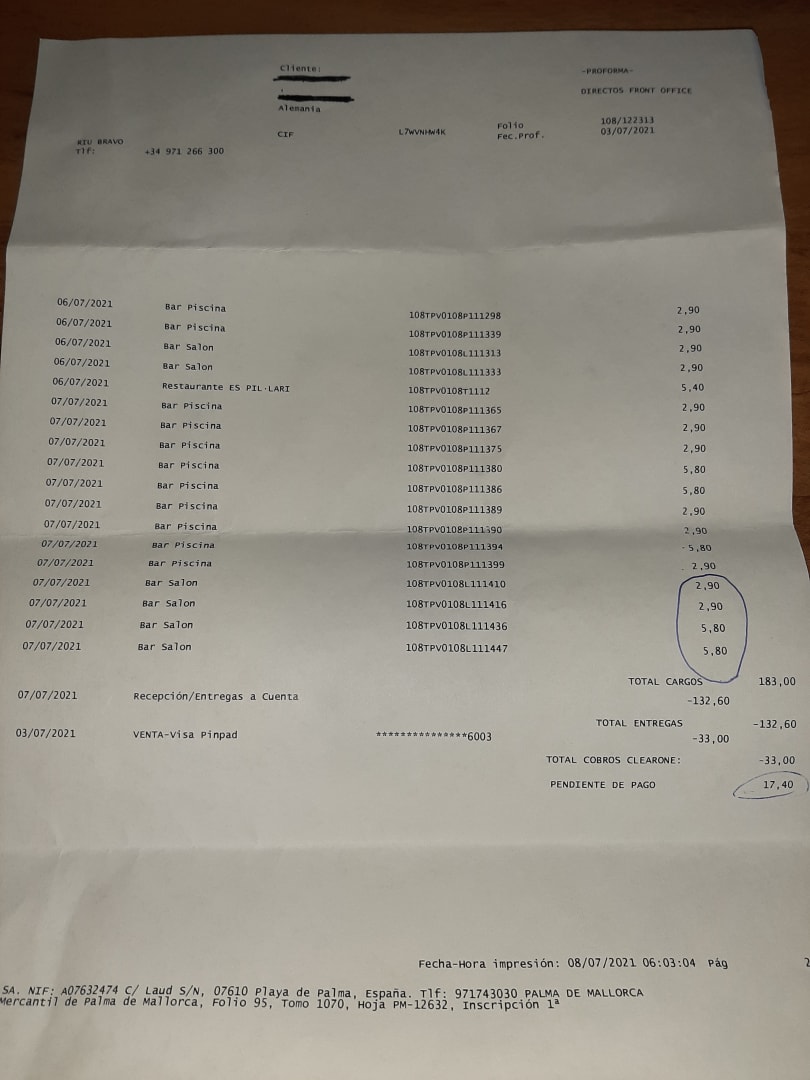 Cliente:
-PROFORMA-
DIRECTOS FRONT OFFICE
Alemania
CIF L7WVNHW4K Folio 108/122313
Fec.Prof. 03/07/2021
RIU BRAVO
Tlf: +34 971 266 300
06/07/2021 Bar Piscina 108TPV0108P111298 2,90
06/07/2021 Bar Piscina 108TPV0108P111339 2,90
06/07/2021 Bar Salon 108TPV0108L111313 2,90
06/07/2021 Bar Salon 108TPV0108L111333 2,90
06/07/2021 Restaurante ES PIL·LARI 108TPV0108T1112 5,40
07/07/2021 Bar Piscina 108TPV0108P111365 2,90
07/07/2021 Bar Piscina 108TPV0108P111367 2,90
07/07/2021 Bar Piscina 108TPV0108P111375 2,90
07/07/2021 Bar Piscina 108TPV0108P111380 5,80
07/07/2021 Bar Piscina 108TPV0108P111386 5,80
07/07/2021 Bar Piscina 108TPV0108P111389 2,90
07/07/2021 Bar Piscina 108TPV0108P111390 2,90
07/07/2021 Bar Piscina 108TPV0108P111394 5,80
07/07/2021 Bar Piscina 108TPV0108P111399 2,90
07/07/2021 Bar Salon 108TPV0108L111410 2,90
07/07/2021 Bar Salon 108TPV0108L111416 2,90
07/07/2021 Bar Salon 108TPV0108L111436 5,80
07/07/2021 Bar Salon 108TPV0108L111447 5,80
TOTAL CARGOS 183,00
07/07/2021 Recepción/Entregas a Cuenta -132,60
TOTAL ENTREGAS -132,60
03/07/2021 VENTA-Visa Pinpad ***************6003 -33,00
TOTAL COBROS CLEARONE: -33,00
PENDIENTE DE PAGO 17,40
Fecha-Hora impresión: 08/07/2021 06:03:04 Pág 2
SA. NIF: A07632474 C/ Laud S/N, 07610 Playa de Palma, España. Tlf: 971743030 PALMA DE MALLORCA
Mercantil de Palma de Mallorca, Folio 95, Tomo 1070, Hoja PM-12632, Inscripción 1ª